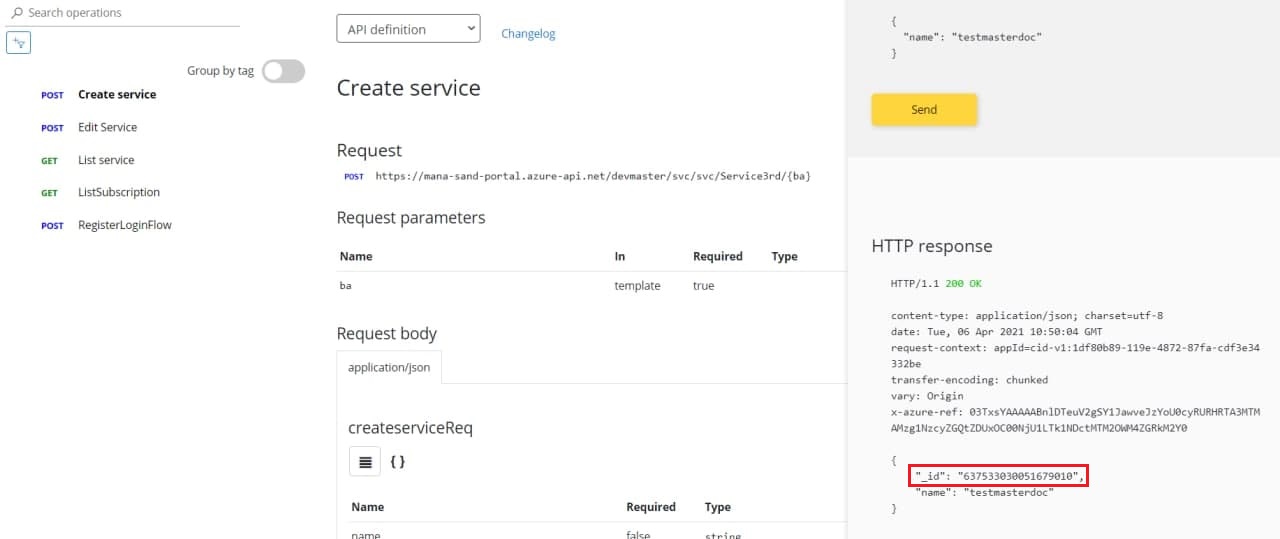 Search operations
Group by tag
POST Create service
POST Edit Service
GET List service
GET ListSubscription
POST RegisterLoginFlow
API definition
Changelog
Create service
Request
POST https://mana-sand-portal.azure-api.net/devmaster/svc/svc/Service3rd/{ba}
Request parameters
Name In Required Type
ba template true
Request body
application/json
createserviceReq
{ }
Name Required Type
name false string
{
"name": "testmasterdoc"
}
Send
HTTP response
HTTP/1.1 200 OK
content-type: application/json; charset=utf-8
date: Tue, 06 Apr 2021 10:50:04 GMT
request-context: appId=cid-v1:1df80b89-119e-4872-87fa-cdf3e34
332be
transfer-encoding: chunked
vary: Origin
x-azure-ref: 03TxsYAAAAABnlDTeuV2gSY1JawveJzYoU0cyRURHRTA3MTM
AMzg1NzcyZGQtZDUxOC00NjU1LTk1NDctMTM2OWM4ZGRkM2Y0
{
"_id": "637533030051679010",
"name": "testmasterdoc"
}